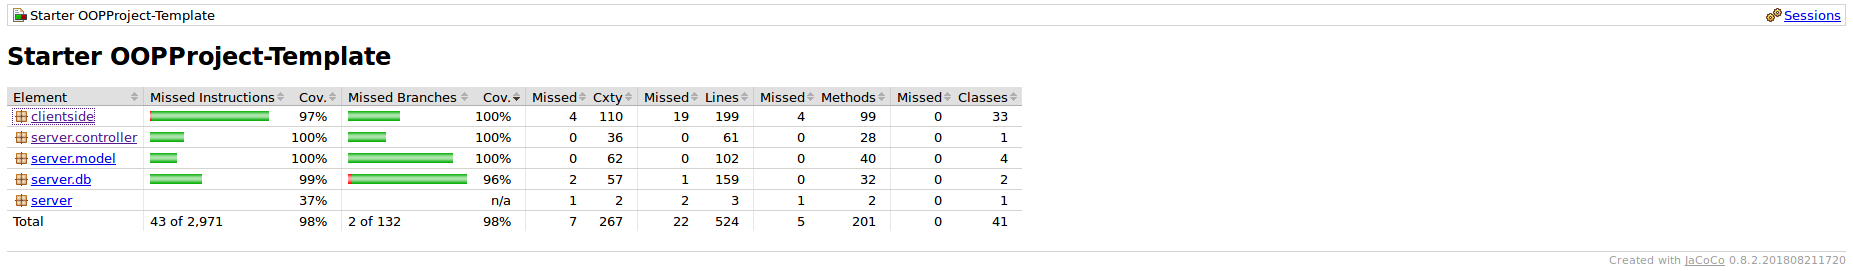 Starter OOPProject-Template Sessions
Starter OOPProject-Template
Element Missed Instructions Cov. Missed Branches Cov. Missed Cxty Missed Lines Missed Methods Missed Classes
clientside 97% 100% 4 110 19 199 4 99 0 33
server.controller 100% 100% 0 36 0 61 0 28 0 1
server.model 100% 100% 0 62 0 102 0 40 0 4
server.db 99% 96% 2 57 1 159 0 32 0 2
server 37% n/a 1 2 2 3 1 2 0 1
Total 43 of 2,971 98% 2 of 132 98% 7 267 22 524 5 201 0 41
Created with JaCoCo 0.8.2.201808211720